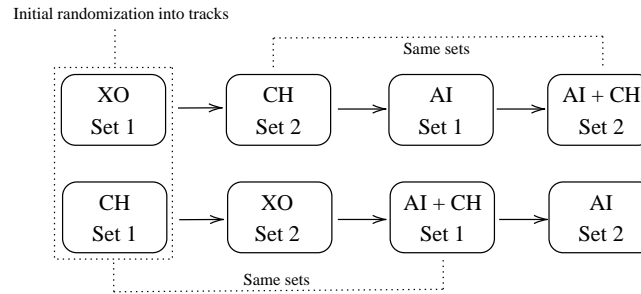 Initial randomization into tracks
Same sets
XO
Set 1
CH
Set 2
AI
Set 1
AI + CH
Set 2
CH
Set 1
XO
Set 2
AI + CH
Set 1
AI
Set 2
Same sets